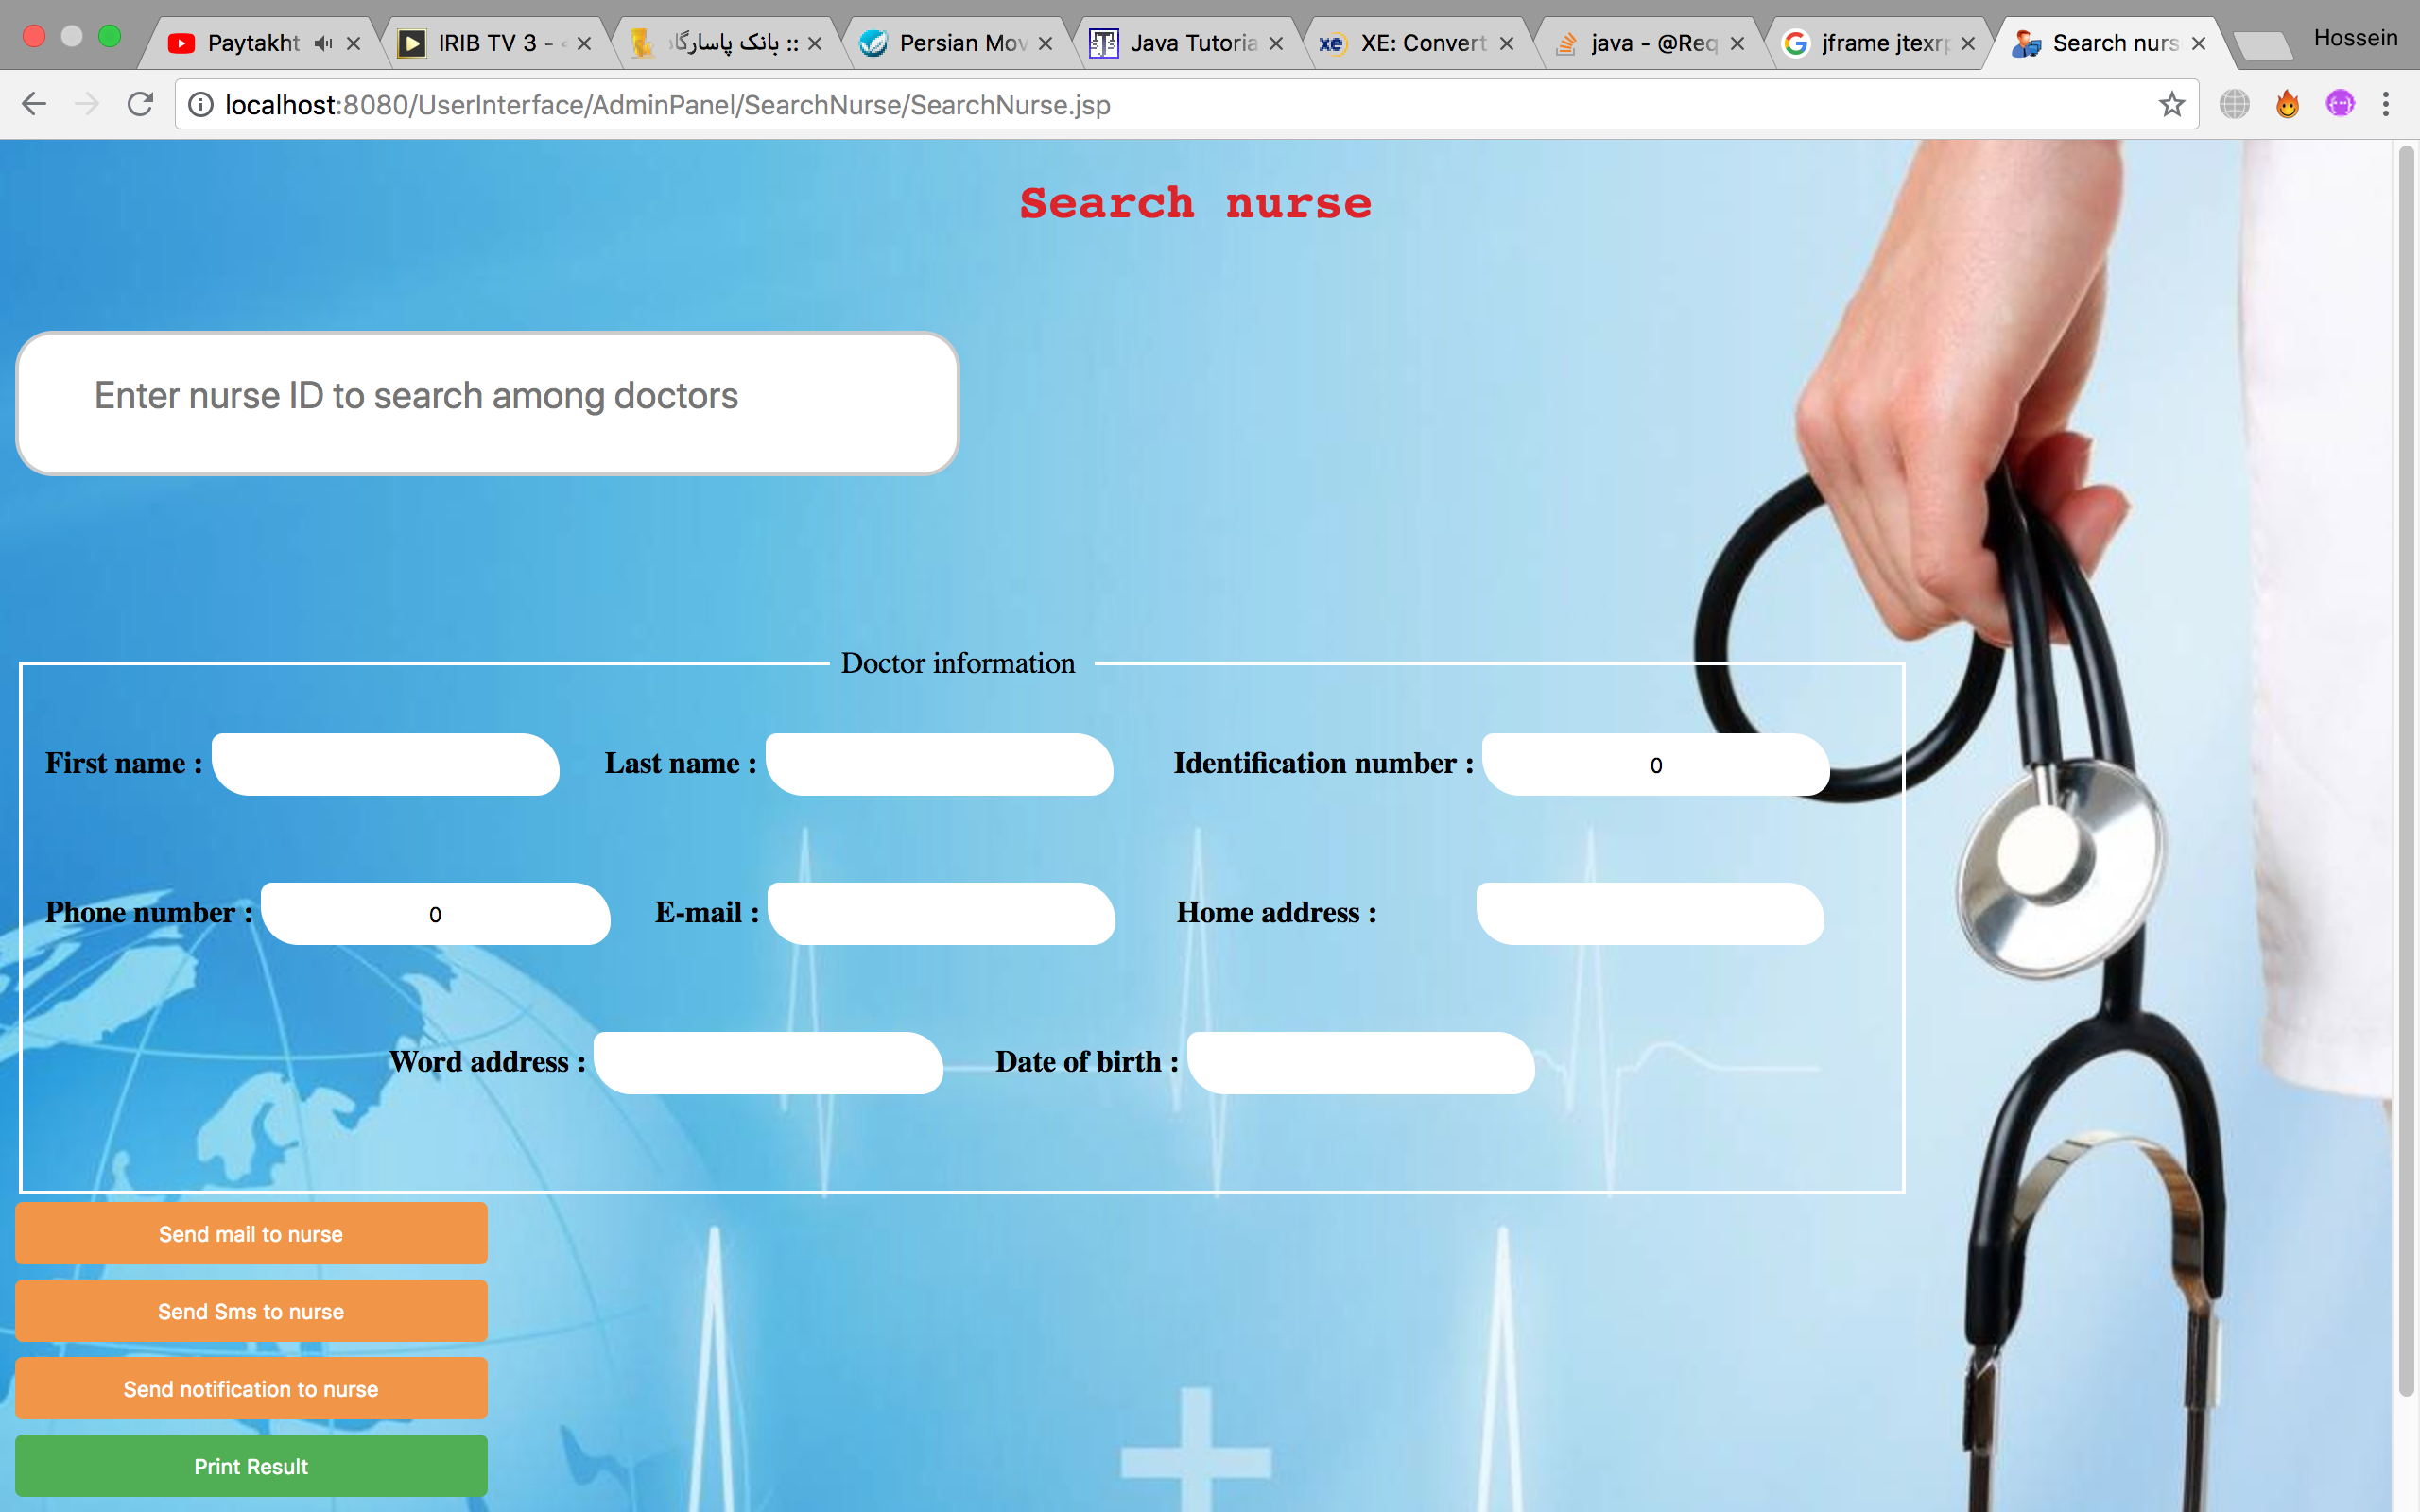 Paytakht
IRIB TV 3 -
بانک پاسارگاد ::
Persian Mov
Java Tutoria
XE: Convert
java - @Req
jframe jtexrp
Search nurs
Hossein
localhost:8080/UserInterface/AdminPanel/SearchNurse/SearchNurse.jsp
Search nurse
Enter nurse ID to search among doctors
Doctor information
First name :
Last name :
Identification number : 0
Phone number : 0
E-mail :
Home address :
Word address :
Date of birth :
Send mail to nurse
Send Sms to nurse
Send notification to nurse
Print Result